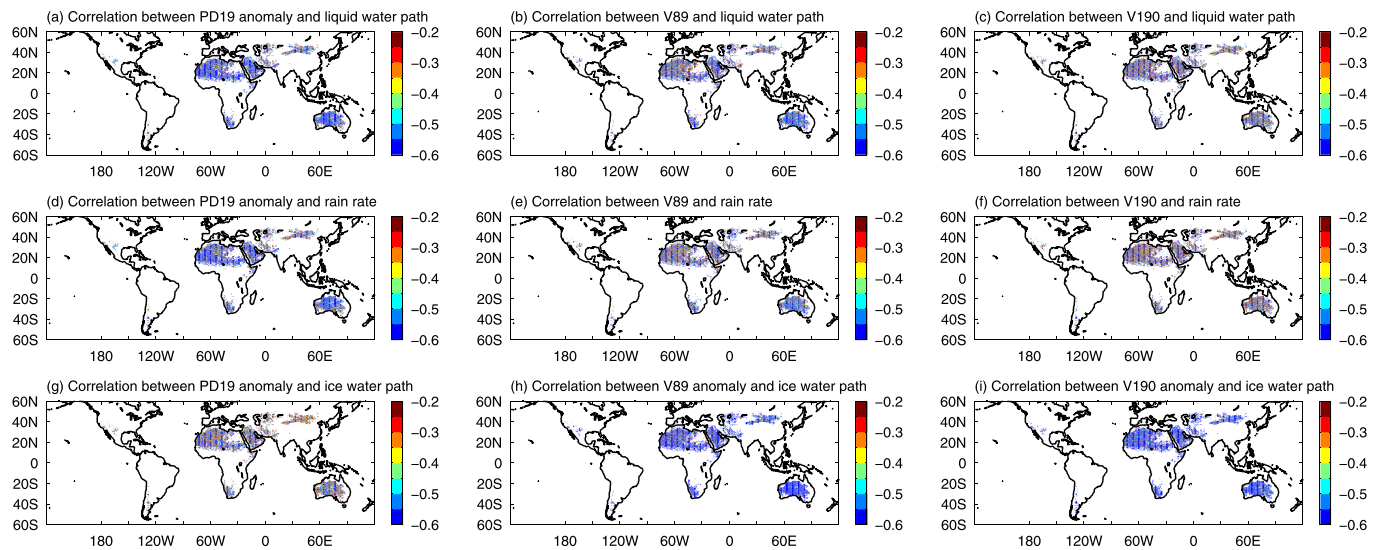 (a) Correlation between PD19 anomaly and liquid water path
60N
40N
20N
0
20S
40S
60S
180 120W 60W 0 60E
−0.2
−0.3
−0.4
−0.5
−0.6
(b) Correlation between V89 and liquid water path
60N
40N
20N
0
20S
40S
60S
180 120W 60W 0 60E
−0.2
−0.3
−0.4
−0.5
−0.6
(c) Correlation between V190 and liquid water path
60N
40N
20N
0
20S
40S
60S
180 120W 60W 0 60E
−0.2
−0.3
−0.4
−0.5
−0.6
(d) Correlation between PD19 anomaly and rain rate
60N
40N
20N
0
20S
40S
60S
180 120W 60W 0 60E
−0.2
−0.3
−0.4
−0.5
−0.6
(e) Correlation between V89 and rain rate
60N
40N
20N
0
20S
40S
60S
180 120W 60W 0 60E
−0.2
−0.3
−0.4
−0.5
−0.6
(f) Correlation between V190 and rain rate
60N
40N
20N
0
20S
40S
60S
180 120W 60W 0 60E
−0.2
−0.3
−0.4
−0.5
−0.6
(g) Correlation between PD19 anomaly and ice water path
60N
40N
20N
0
20S
40S
60S
180 120W 60W 0 60E
−0.2
−0.3
−0.4
−0.5
−0.6
(h) Correlation between V89 anomaly and ice water path
60N
40N
20N
0
20S
40S
60S
180 120W 60W 0 60E
−0.2
−0.3
−0.4
−0.5
−0.6
(i) Correlation between V190 anomaly and ice water path
60N
40N
20N
0
20S
40S
60S
180 120W 60W 0 60E
−0.2
−0.3
−0.4
−0.5
−0.6